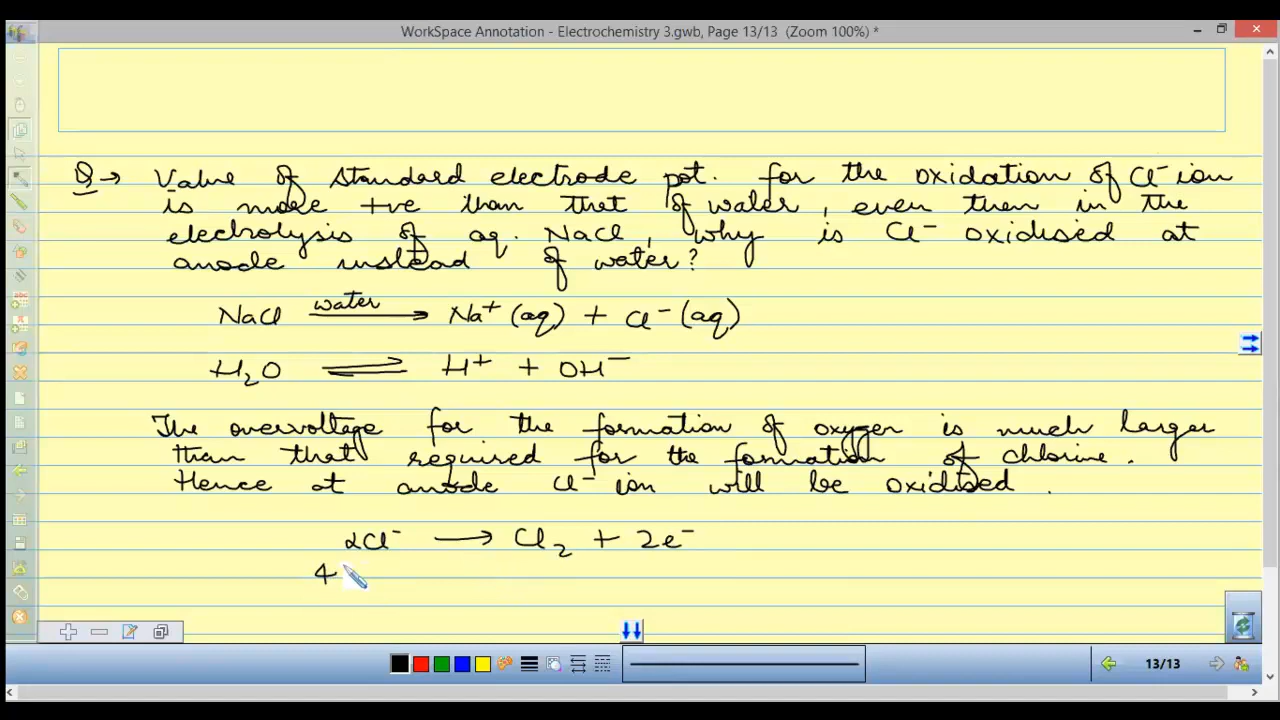 WorkSpace Annotation - Electrochemistry 3.gwb, Page 13/13 (Zoom 100%) *
Q → Value of standard electrode pot. for the oxidation of Cl⁻ ion
is more +ve than that of water, even then in the
electrolysis of aq. NaCl, why is Cl⁻ oxidised at
anode instead of water?
NaCl water ⟶ Na⁺ (aq) + Cl⁻ (aq)
H₂O ⇌ H⁺ + OH⁻
The overvoltage for the formation of oxygen is much larger
than that required for the formation of chlorine.
Hence at anode Cl⁻ ion will be oxidised.
2Cl⁻ ⟶ Cl₂ + 2e⁻
4
13/13